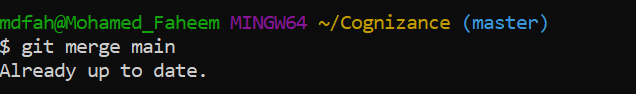 mdfah@Mohamed_Faheem MINGW64 ~/Cognizance (master)
$ git merge main
Already up to date.